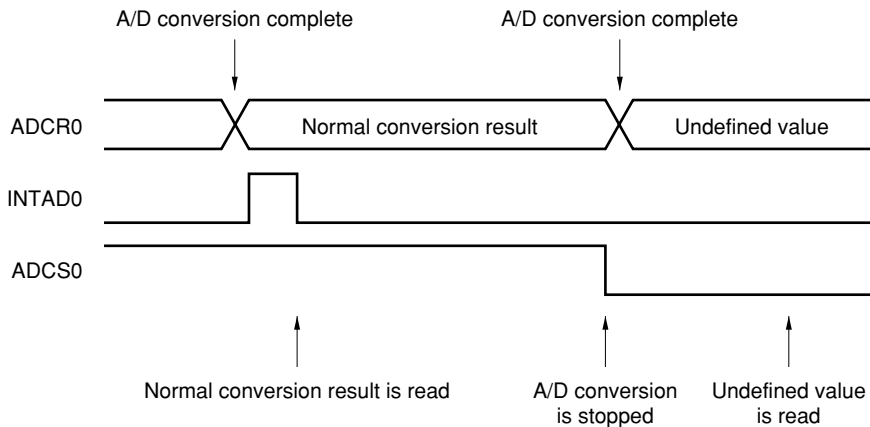 A/D conversion complete
A/D conversion complete
ADCR0
Normal conversion result
Undefined value
INTAD0
ADCS0
Normal conversion result is read
A/D conversion
is stopped
Undefined value
is read